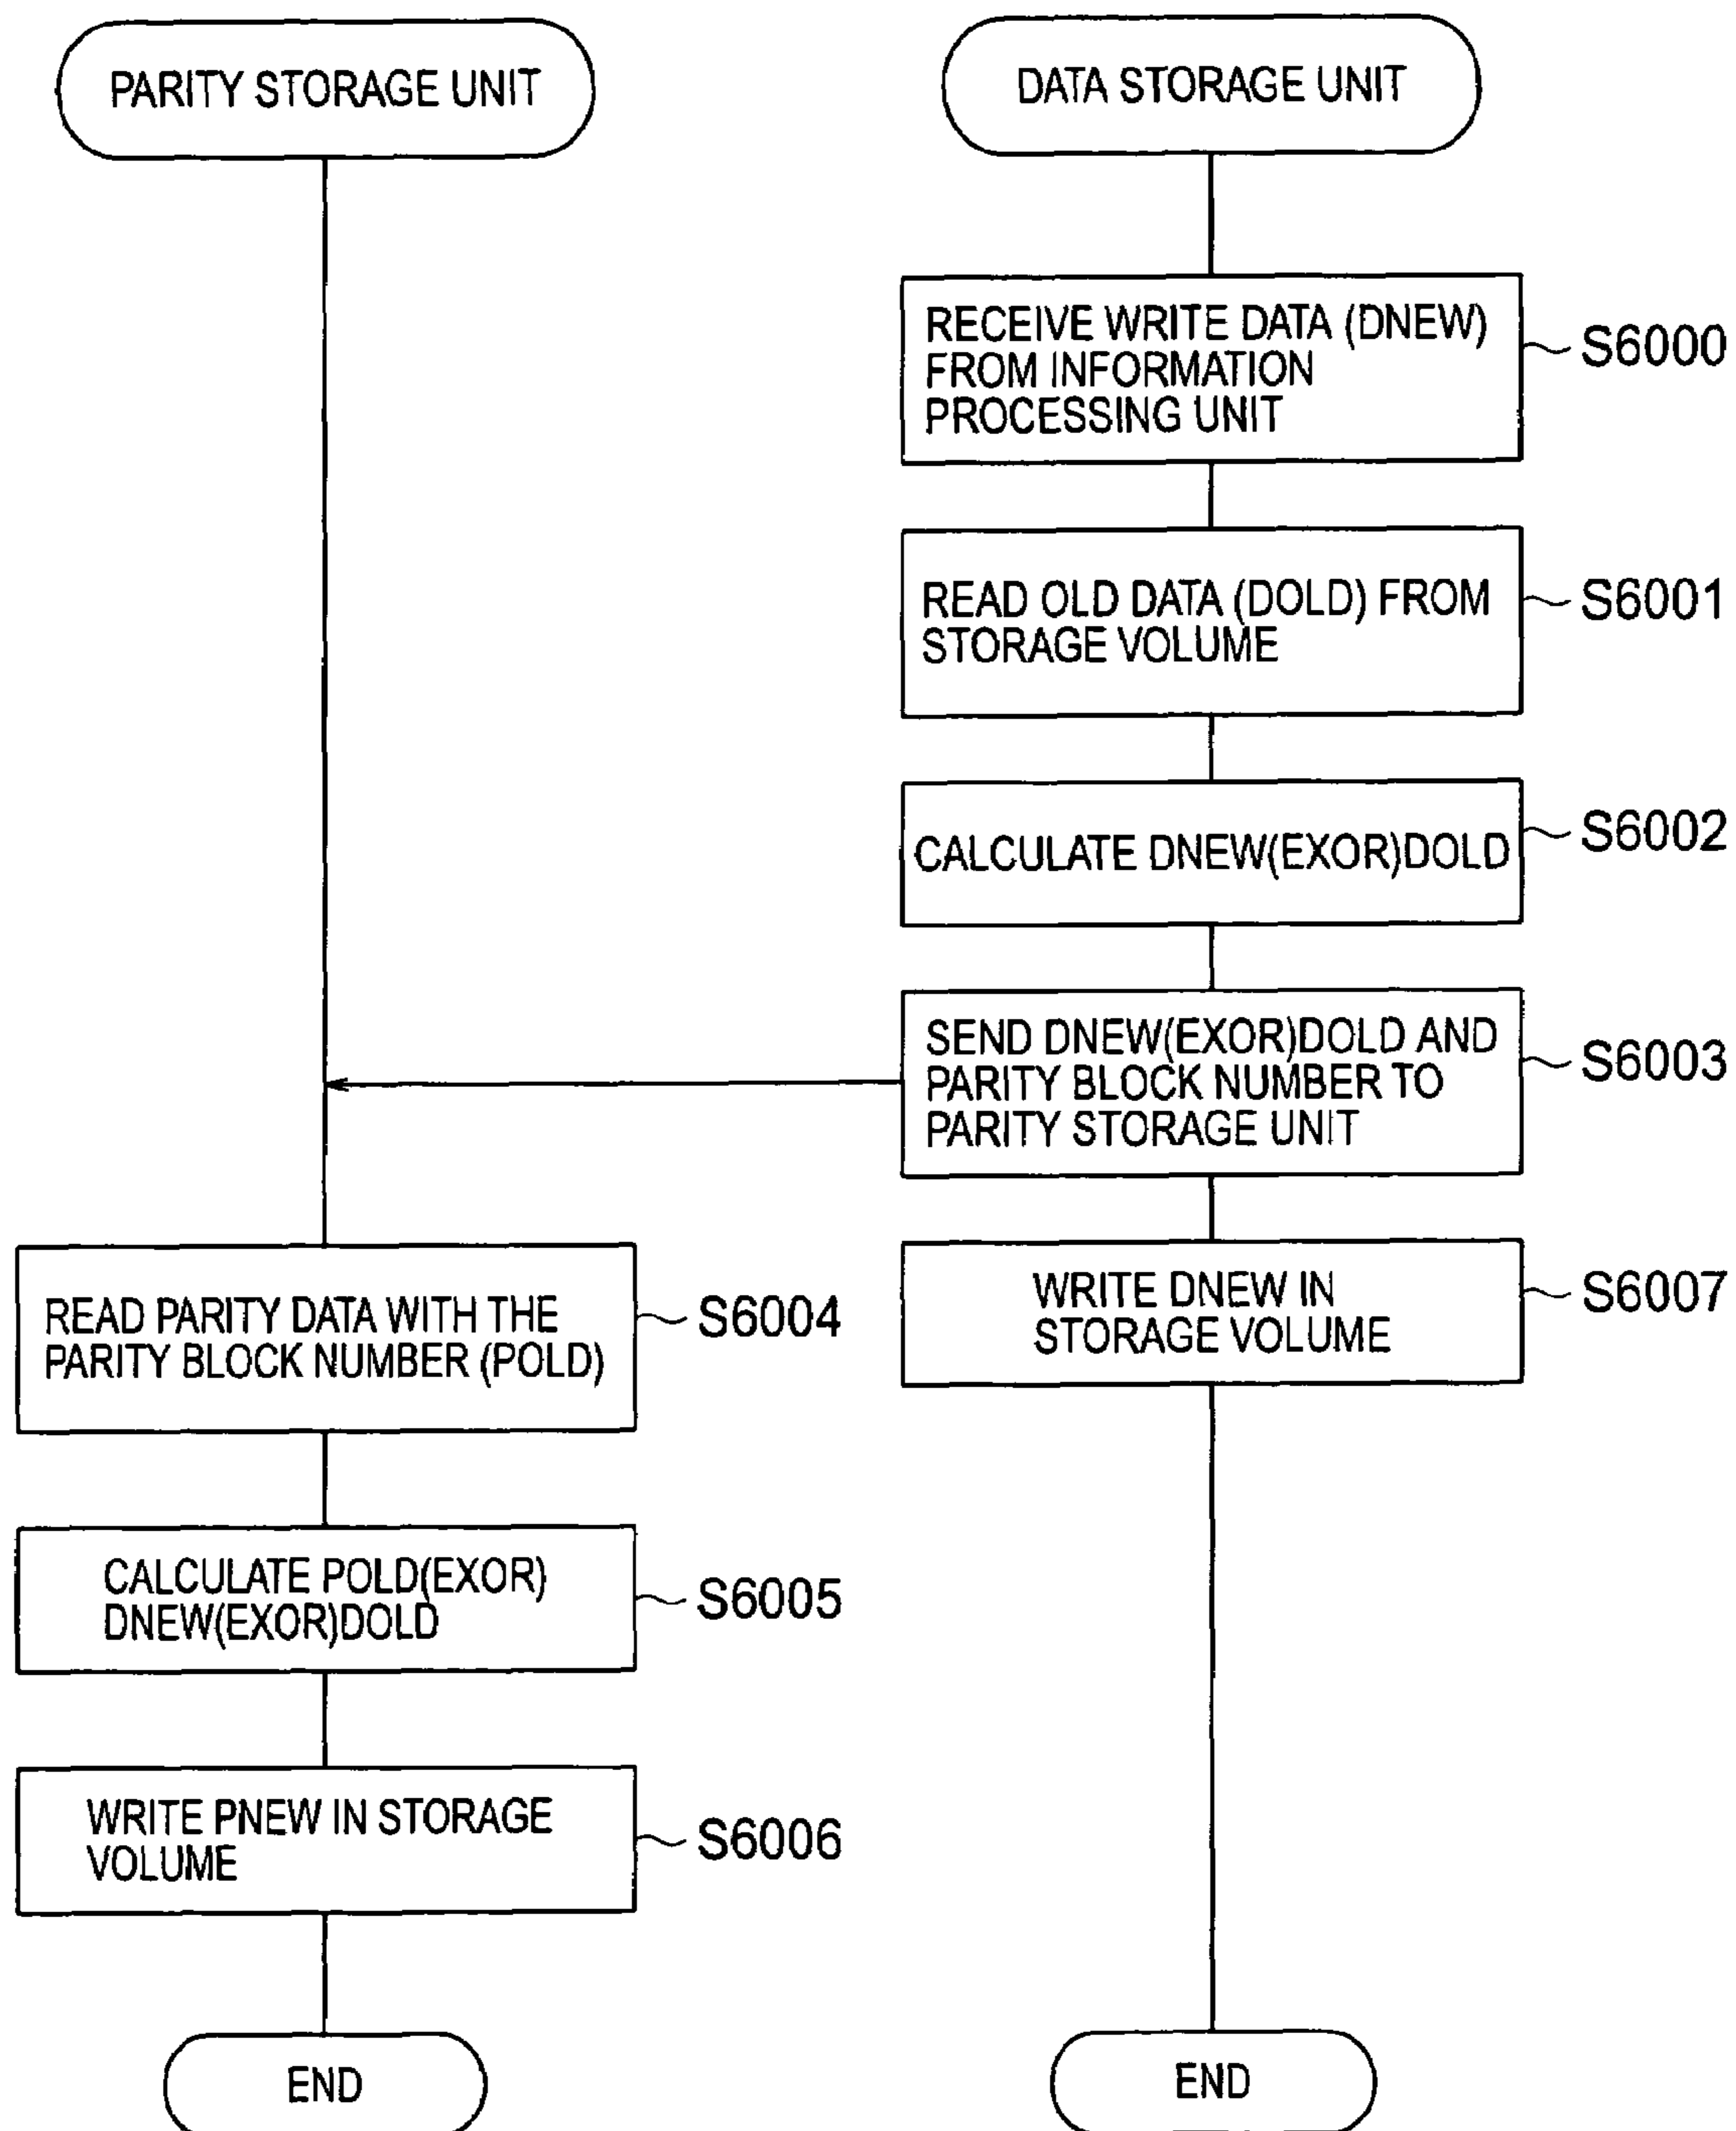 PARITY STORAGE UNIT
DATA STORAGE UNIT
RECEIVE WRITE DATA (DNEW)
FROM INFORMATION
PROCESSING UNIT
S6000
READ OLD DATA (DOLD) FROM
STORAGE VOLUME
S6001
CALCULATE DNEW(EXOR)DOLD
S6002
SEND DNEW(EXOR)DOLD AND
PARITY BLOCK NUMBER TO
PARITY STORAGE UNIT
S6003
READ PARITY DATA WITH THE
PARITY BLOCK NUMBER (POLD)
S6004
WRITE DNEW IN
STORAGE VOLUME
S6007
CALCULATE POLD(EXOR)
DNEW(EXOR)DOLD
S6005
WRITE PNEW IN STORAGE
VOLUME
S6006
END
END